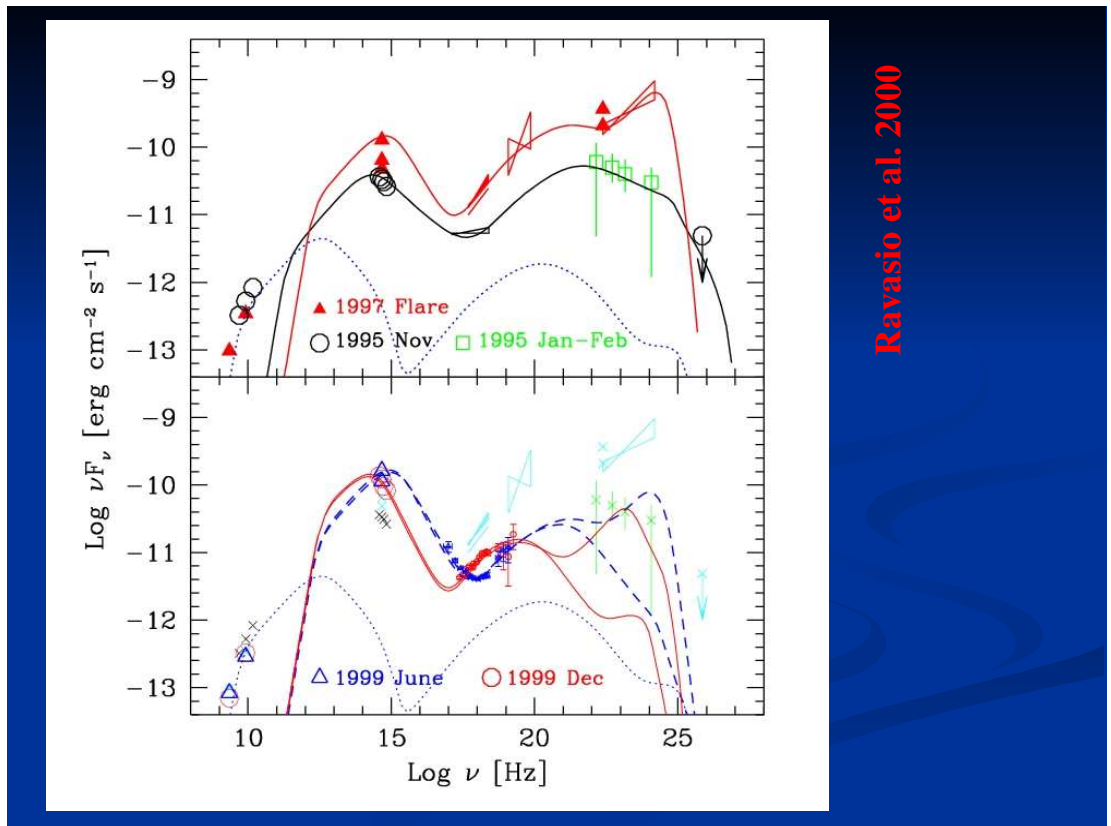 Log νFν [erg cm⁻² s⁻¹]
−9
−10
−11
−12
−13
▲ 1997 Flare
○ 1995 Nov
□ 1995 Jan−Feb
−9
−10
−11
−12
−13
△ 1999 June
○ 1999 Dec
10 15 20 25
Log ν [Hz]
Ravasio et al. 2000